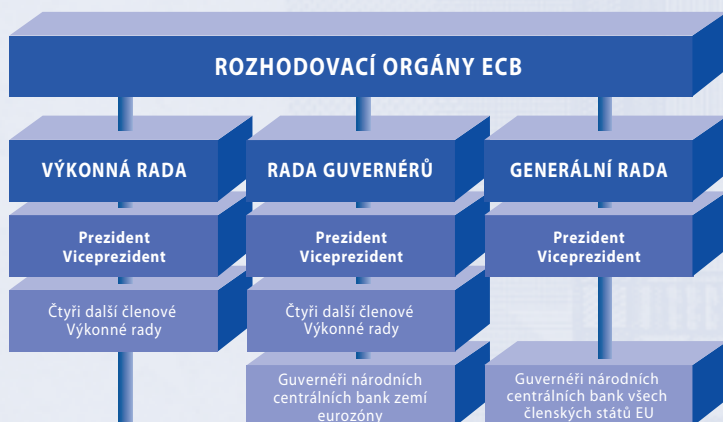 ROZHODOVACÍ ORGÁNY ECB
VÝKONNÁ RADA
Prezident
Viceprezident
Čtyři další členové
Výkonné rady
RADA GUVERNÉRŮ
Prezident
Viceprezident
Čtyři další členové
Výkonné rady
Guvernéři národních
centrálních bank zemí
eurozóny
GENERÁLNÍ RADA
Prezident
Viceprezident
Guvernéři národních
centrálních bank všech
členských států EU